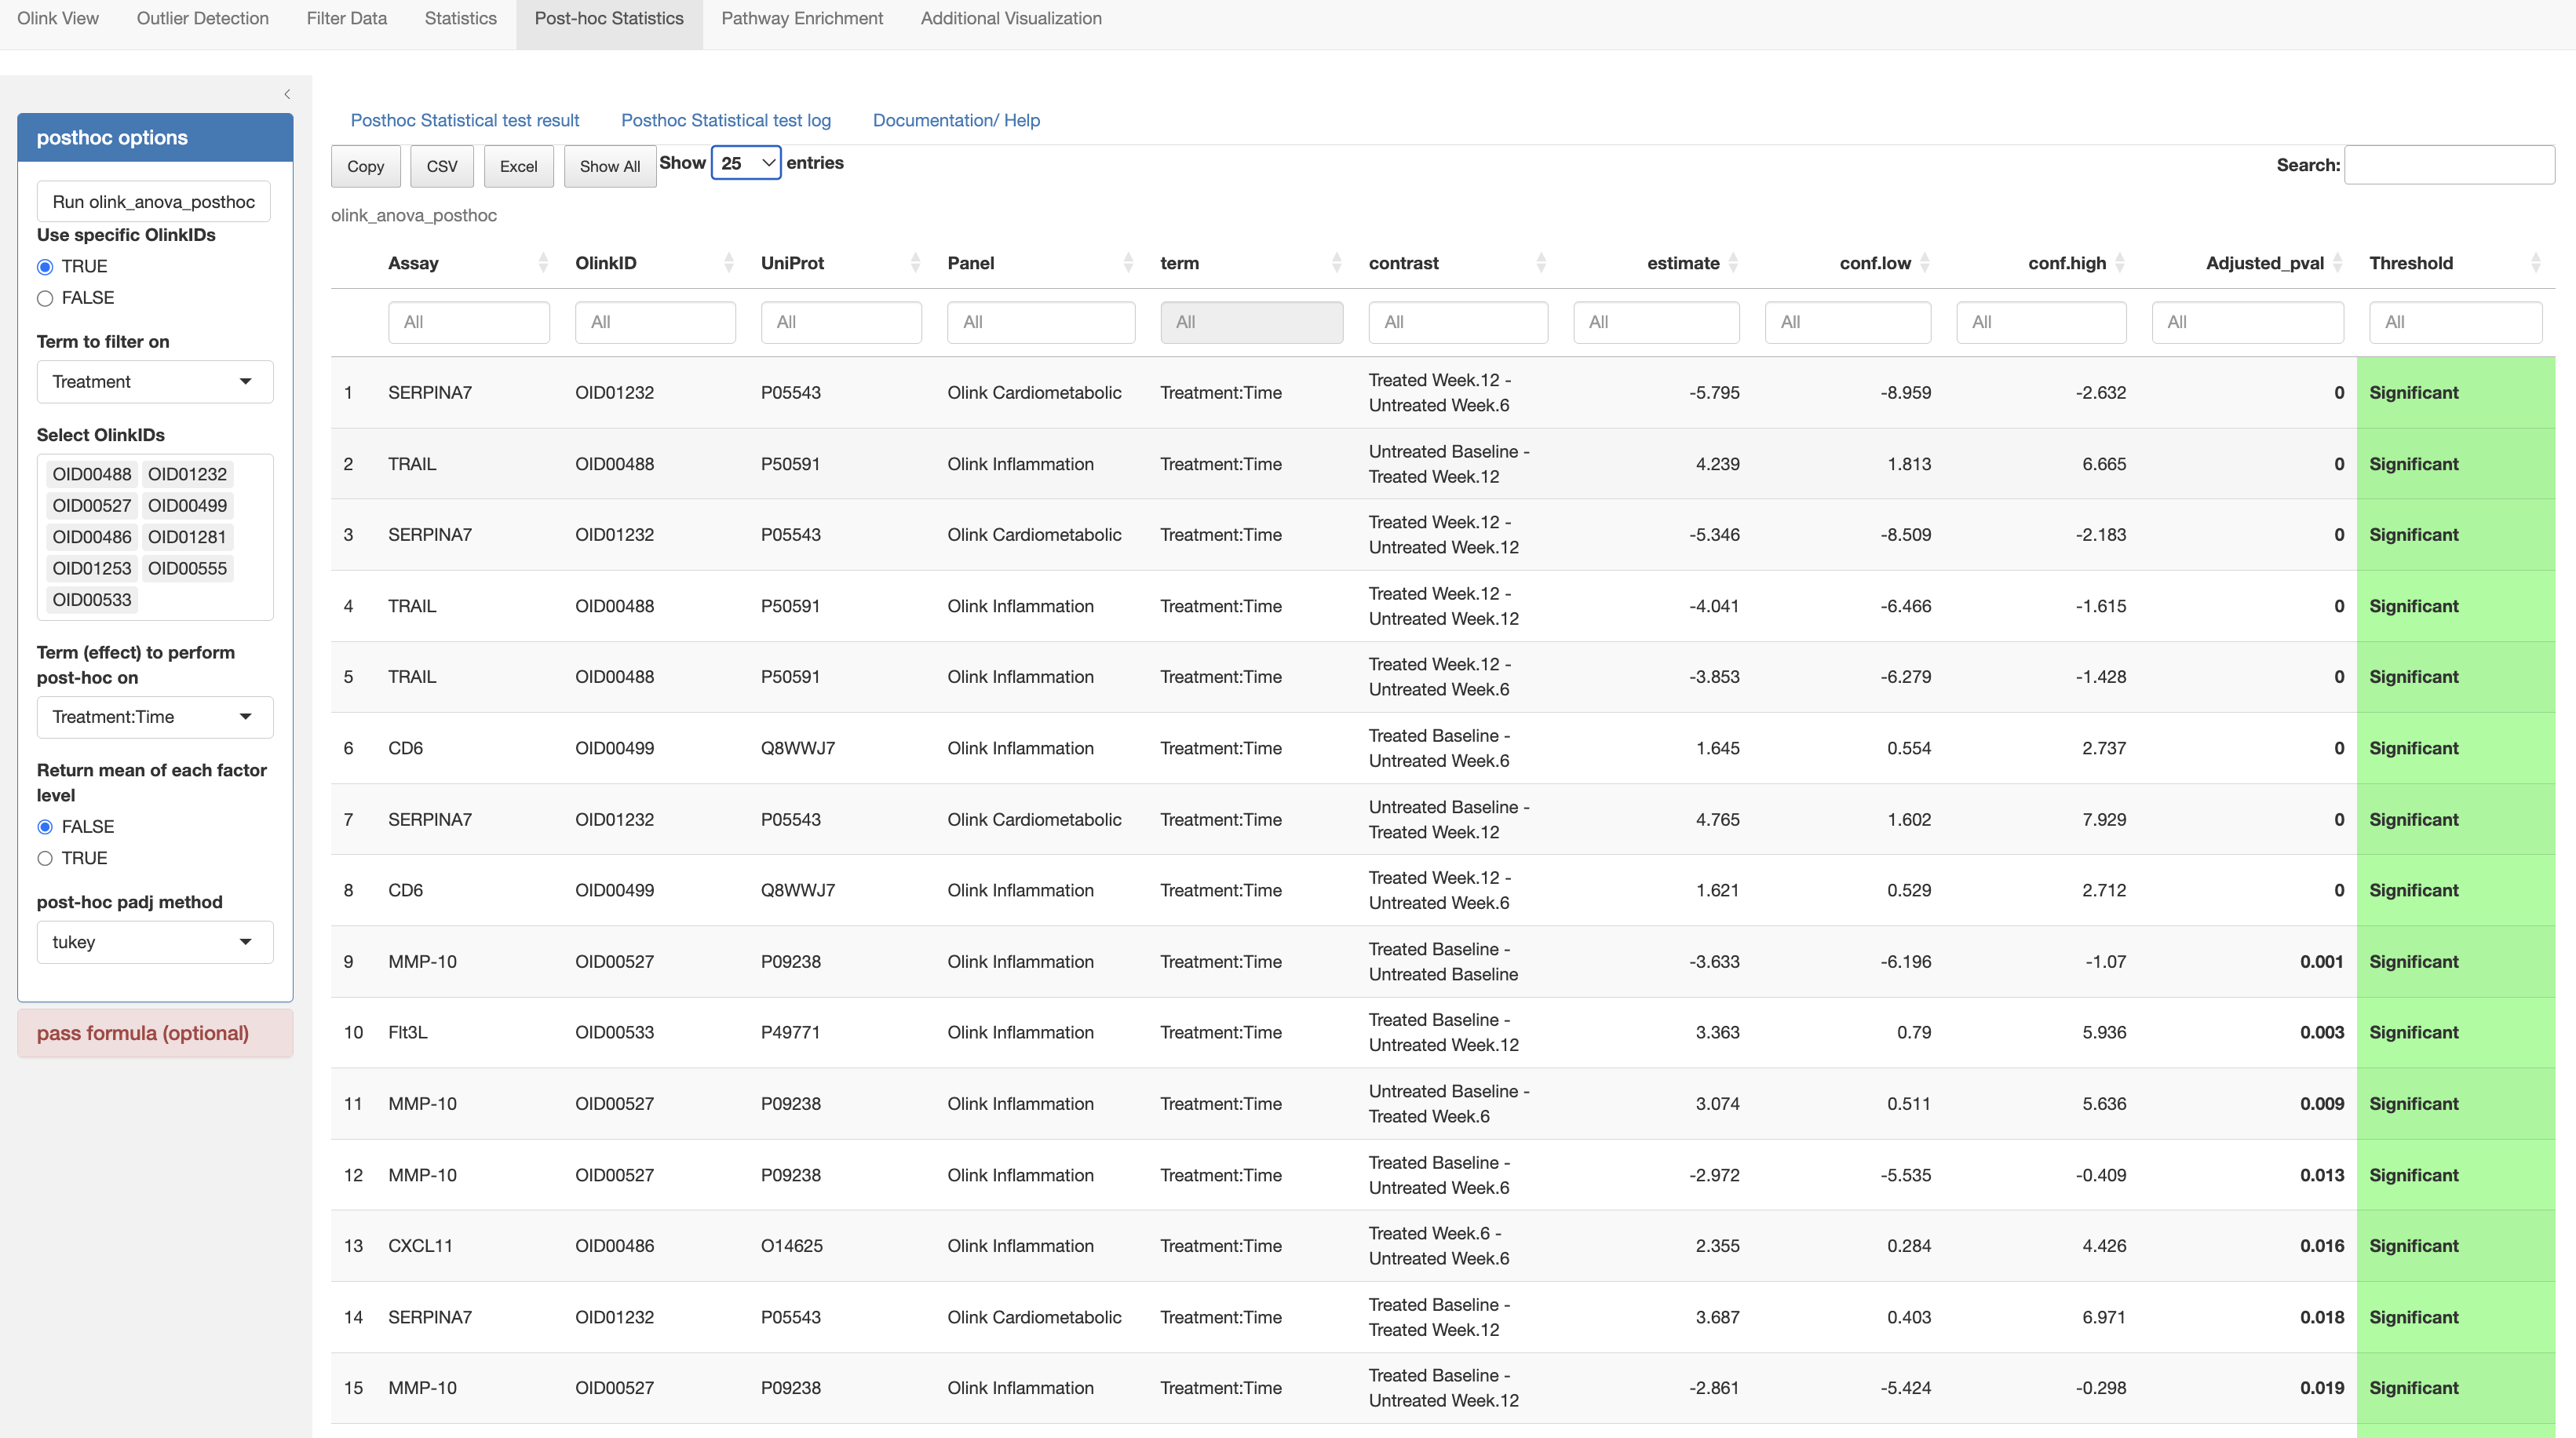 Olink View Outlier Detection Filter Data Statistics Post-hoc Statistics Pathway Enrichment Additional Visualization
posthoc options
Run olink_anova_posthoc
Use specific OlinkIDs
TRUE
FALSE
Term to filter on
Treatment
Select OlinkIDs
OID00488 OID01232
OID00527 OID00499
OID00486 OID01281
OID01253 OID00555
OID00533
Term (effect) to perform
post-hoc on
Treatment:Time
Return mean of each factor
level
FALSE
TRUE
post-hoc padj method
tukey
pass formula (optional)
Posthoc Statistical test result Posthoc Statistical test log Documentation/ Help
Copy CSV Excel Show All Show 25 entries Search:
olink_anova_posthoc
Assay OlinkID UniProt Panel term contrast estimate conf.low conf.high Adjusted_pval Threshold
All All All All All All All All All All All
1 SERPINA7 OID01232 P05543 Olink Cardiometabolic Treatment:Time Treated Week.12 -
Untreated Week.6 -5.795 -8.959 -2.632 0 Significant
2 TRAIL OID00488 P50591 Olink Inflammation Treatment:Time Untreated Baseline -
Treated Week.12 4.239 1.813 6.665 0 Significant
3 SERPINA7 OID01232 P05543 Olink Cardiometabolic Treatment:Time Treated Week.12 -
Untreated Week.12 -5.346 -8.509 -2.183 0 Significant
4 TRAIL OID00488 P50591 Olink Inflammation Treatment:Time Treated Week.12 -
Untreated Week.12 -4.041 -6.466 -1.615 0 Significant
5 TRAIL OID00488 P50591 Olink Inflammation Treatment:Time Treated Week.12 -
Untreated Week.6 -3.853 -6.279 -1.428 0 Significant
6 CD6 OID00499 Q8WWJ7 Olink Inflammation Treatment:Time Treated Baseline -
Untreated Week.6 1.645 0.554 2.737 0 Significant
7 SERPINA7 OID01232 P05543 Olink Cardiometabolic Treatment:Time Untreated Baseline -
Treated Week.12 4.765 1.602 7.929 0 Significant
8 CD6 OID00499 Q8WWJ7 Olink Inflammation Treatment:Time Treated Week.12 -
Untreated Week.6 1.621 0.529 2.712 0 Significant
9 MMP-10 OID00527 P09238 Olink Inflammation Treatment:Time Treated Baseline -
Untreated Baseline -3.633 -6.196 -1.07 0.001 Significant
10 Flt3L OID00533 P49771 Olink Inflammation Treatment:Time Treated Baseline -
Untreated Week.12 3.363 0.79 5.936 0.003 Significant
11 MMP-10 OID00527 P09238 Olink Inflammation Treatment:Time Untreated Baseline -
Treated Week.6 3.074 0.511 5.636 0.009 Significant
12 MMP-10 OID00527 P09238 Olink Inflammation Treatment:Time Treated Baseline -
Untreated Week.6 -2.972 -5.535 -0.409 0.013 Significant
13 CXCL11 OID00486 O14625 Olink Inflammation Treatment:Time Treated Week.6 -
Untreated Week.6 2.355 0.284 4.426 0.016 Significant
14 SERPINA7 OID01232 P05543 Olink Cardiometabolic Treatment:Time Treated Baseline -
Treated Week.12 3.687 0.403 6.971 0.018 Significant
15 MMP-10 OID00527 P09238 Olink Inflammation Treatment:Time Treated Baseline -
Untreated Week.12 -2.861 -5.424 -0.298 0.019 Significant